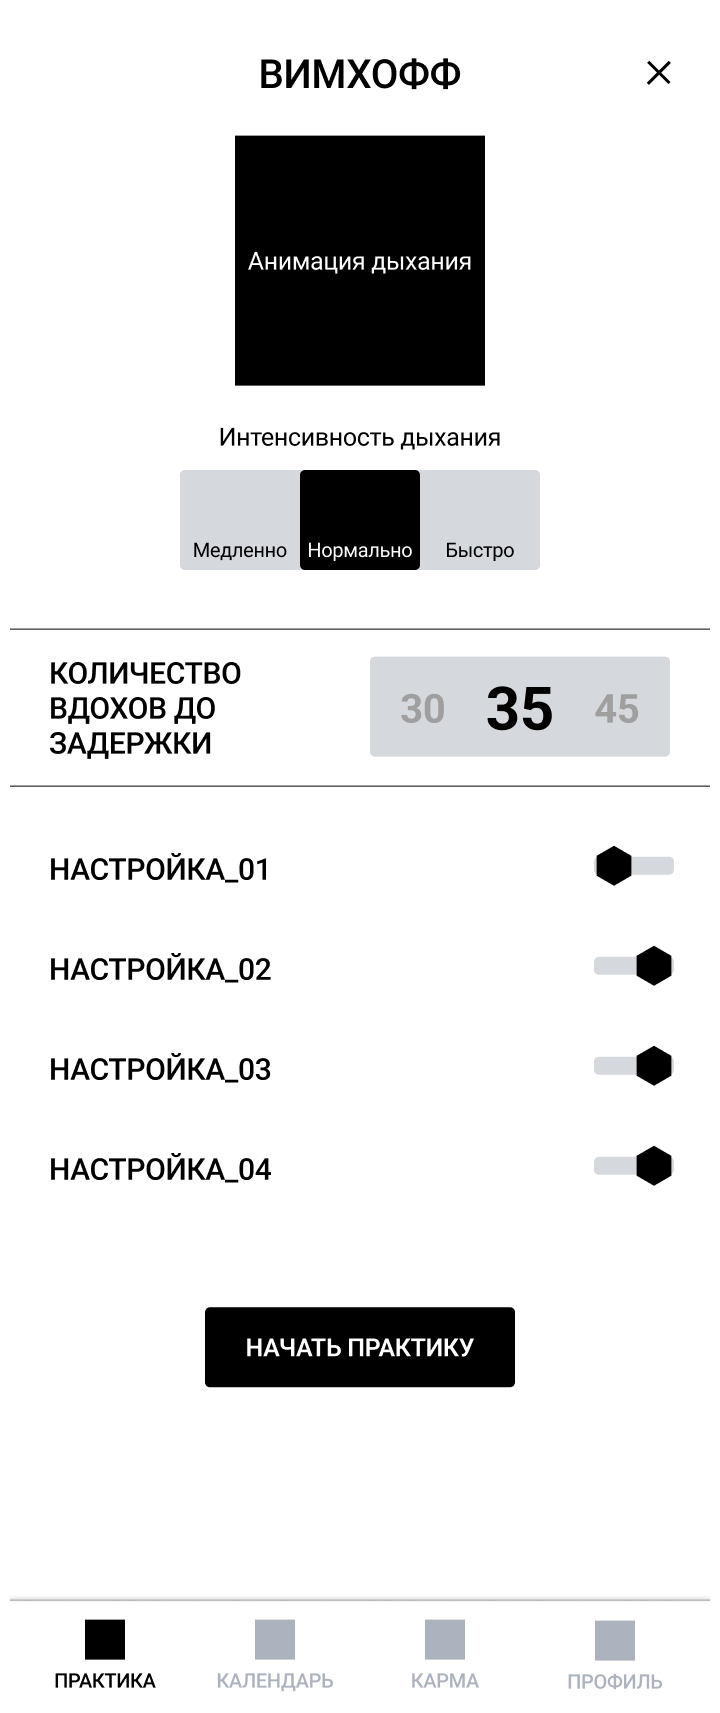 ВИМХОФФ
Анимация дыхания
Интенсивность дыхания
Медленно Нормально Быстро
КОЛИЧЕСТВО
ВДОХОВ ДО
ЗАДЕРЖКИ
30 35 45
НАСТРОЙКА_01
НАСТРОЙКА_02
НАСТРОЙКА_03
НАСТРОЙКА_04
НАЧАТЬ ПРАКТИКУ
ПРАКТИКА КАЛЕНДАРЬ КАРМА ПРОФИЛЬ